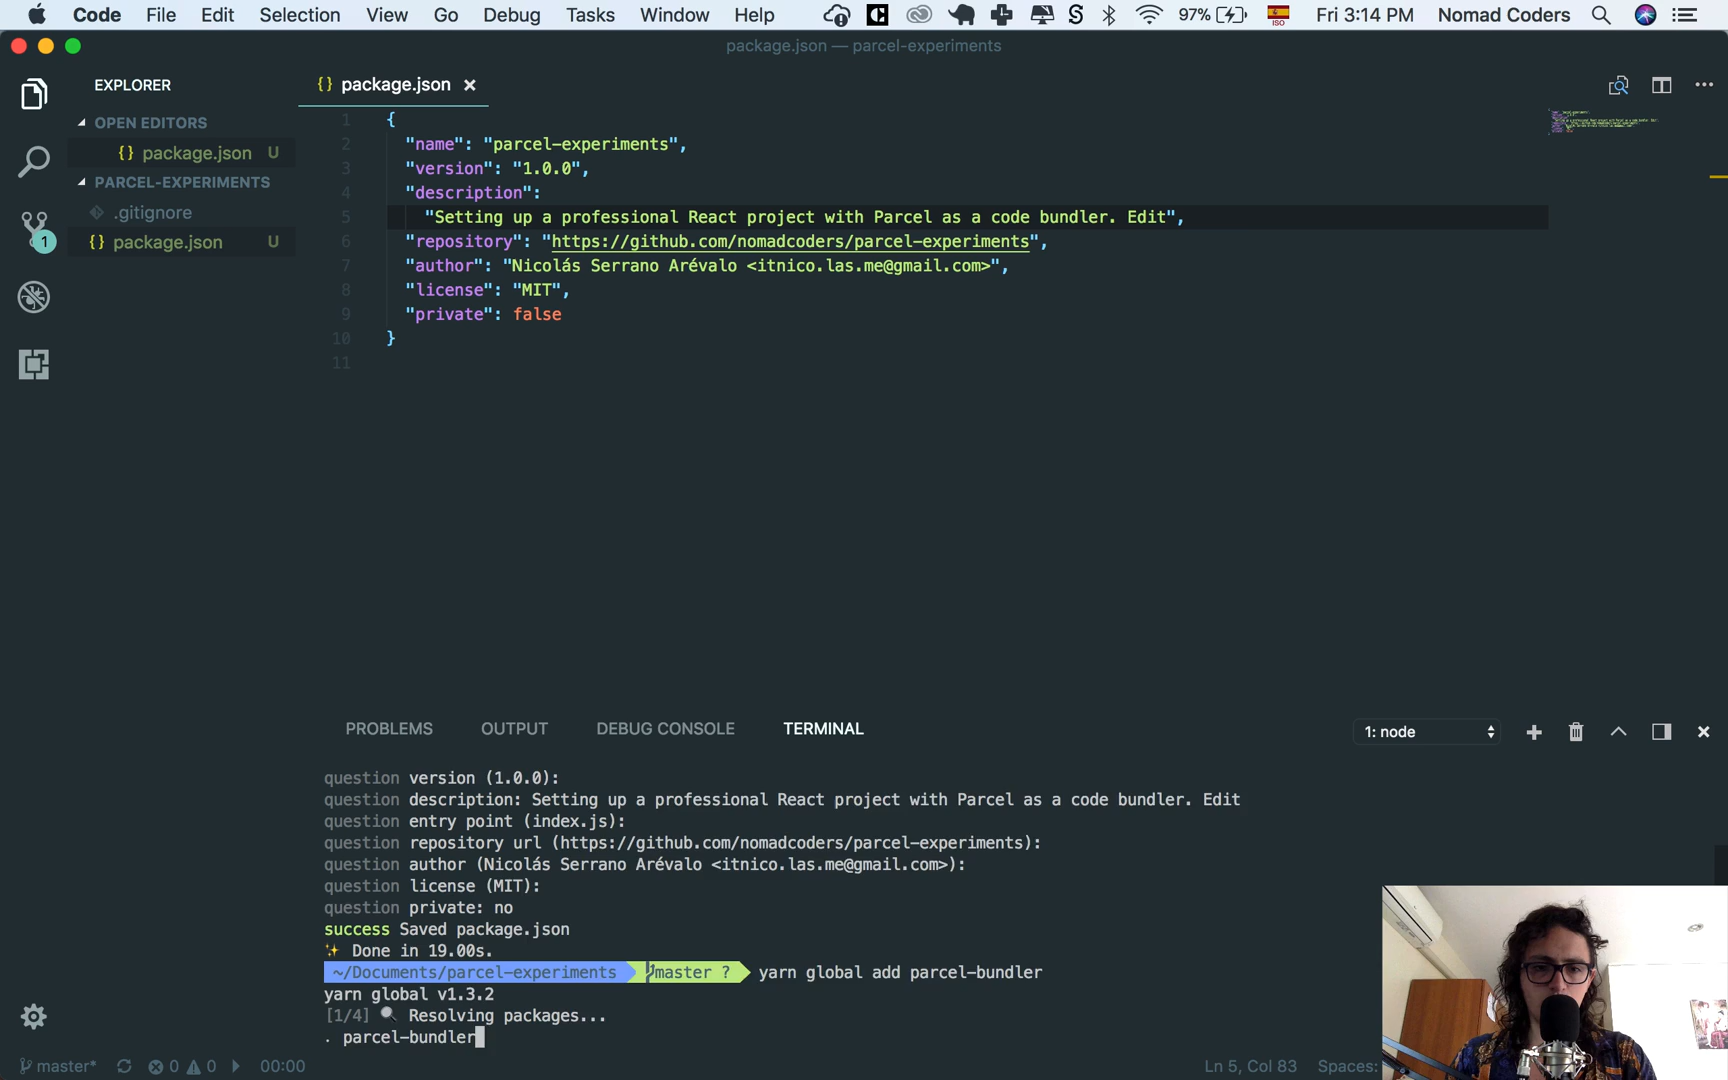 Code File Edit Selection View Go Debug Tasks Window Help 97% ISO Fri 3:14 PM Nomad Coders
package.json — parcel-experiments
EXPLORER
OPEN EDITORS
{} package.json U
PARCEL-EXPERIMENTS
.gitignore
{} package.json U
1
{} package.json ×
1 {
2 "name": "parcel-experiments",
3 "version": "1.0.0",
4 "description":
5 "Setting up a professional React project with Parcel as a code bundler. Edit",
6 "repository": "https://github.com/nomadcoders/parcel-experiments",
7 "author": "Nicolás Serrano Arévalo <itnico.las.me@gmail.com>",
8 "license": "MIT",
9 "private": false
10 }
11
PROBLEMS OUTPUT DEBUG CONSOLE TERMINAL 1: node
question version (1.0.0):
question description: Setting up a professional React project with Parcel as a code bundler. Edit
question entry point (index.js):
question repository url (https://github.com/nomadcoders/parcel-experiments):
question author (Nicolás Serrano Arévalo <itnico.las.me@gmail.com>):
question license (MIT):
question private: no
success Saved package.json
✨ Done in 19.00s.
~/Documents/parcel-experiments master ? yarn global add parcel-bundler
yarn global v1.3.2
[1/4] 🔍 Resolving packages...
. parcel-bundler
master* 0 0 00:00 Ln 5, Col 83 Spaces: